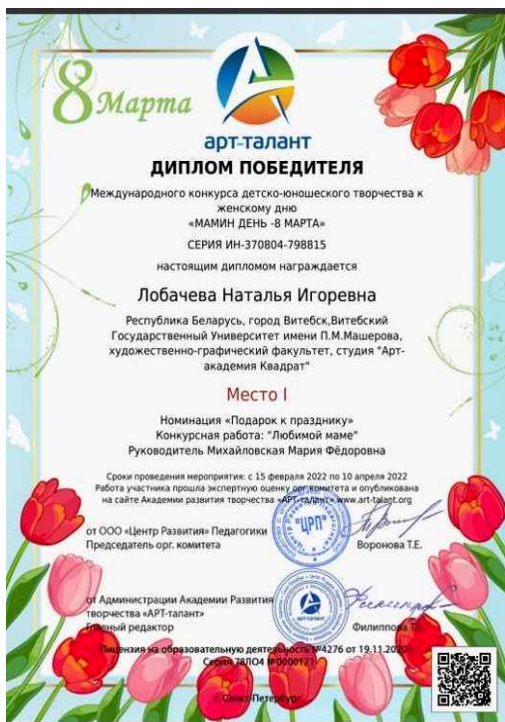 8 Марта
арт-талант
ДИПЛОМ ПОБЕДИТЕЛЯ
Международного конкурса детско-юношеского творчества к
женскому дню
«МАМИН ДЕНЬ -8 МАРТА»
СЕРИЯ ИН-370804-798815
настоящим дипломом награждается
Лобачева Наталья Игоревна
Республика Беларусь, город Витебск,Витебский
Государственный Университет имени П.М.Машерова,
художественно-графический факультет, студия "Арт-
академия Квадрат"
Место I
Номинация «Подарок к празднику»
Конкурсная работа: "Любимой маме"
Руководитель Михайловская Мария Фёдоровна
Сроки проведения мероприятия: с 15 февраля 2022 по 10 апреля 2022
Работа участника прошла экспертную оценку орг.комитета и опубликована
на сайте Академии развития творчества «АРТ-талант» www.art-talant.org
от ООО «Центр Развития» Педагогики
Председатель орг. комитета
"ЦРП"
Воронова Т.Е.
от Администрации Академии Развития
творчества «АРТ-талант»
Главный редактор
Филиппова
Лицензия на образовательную деятельность №4276 от 19.11.2020
Серия 78ЛО4 №0000171
г.Санкт-Петербург